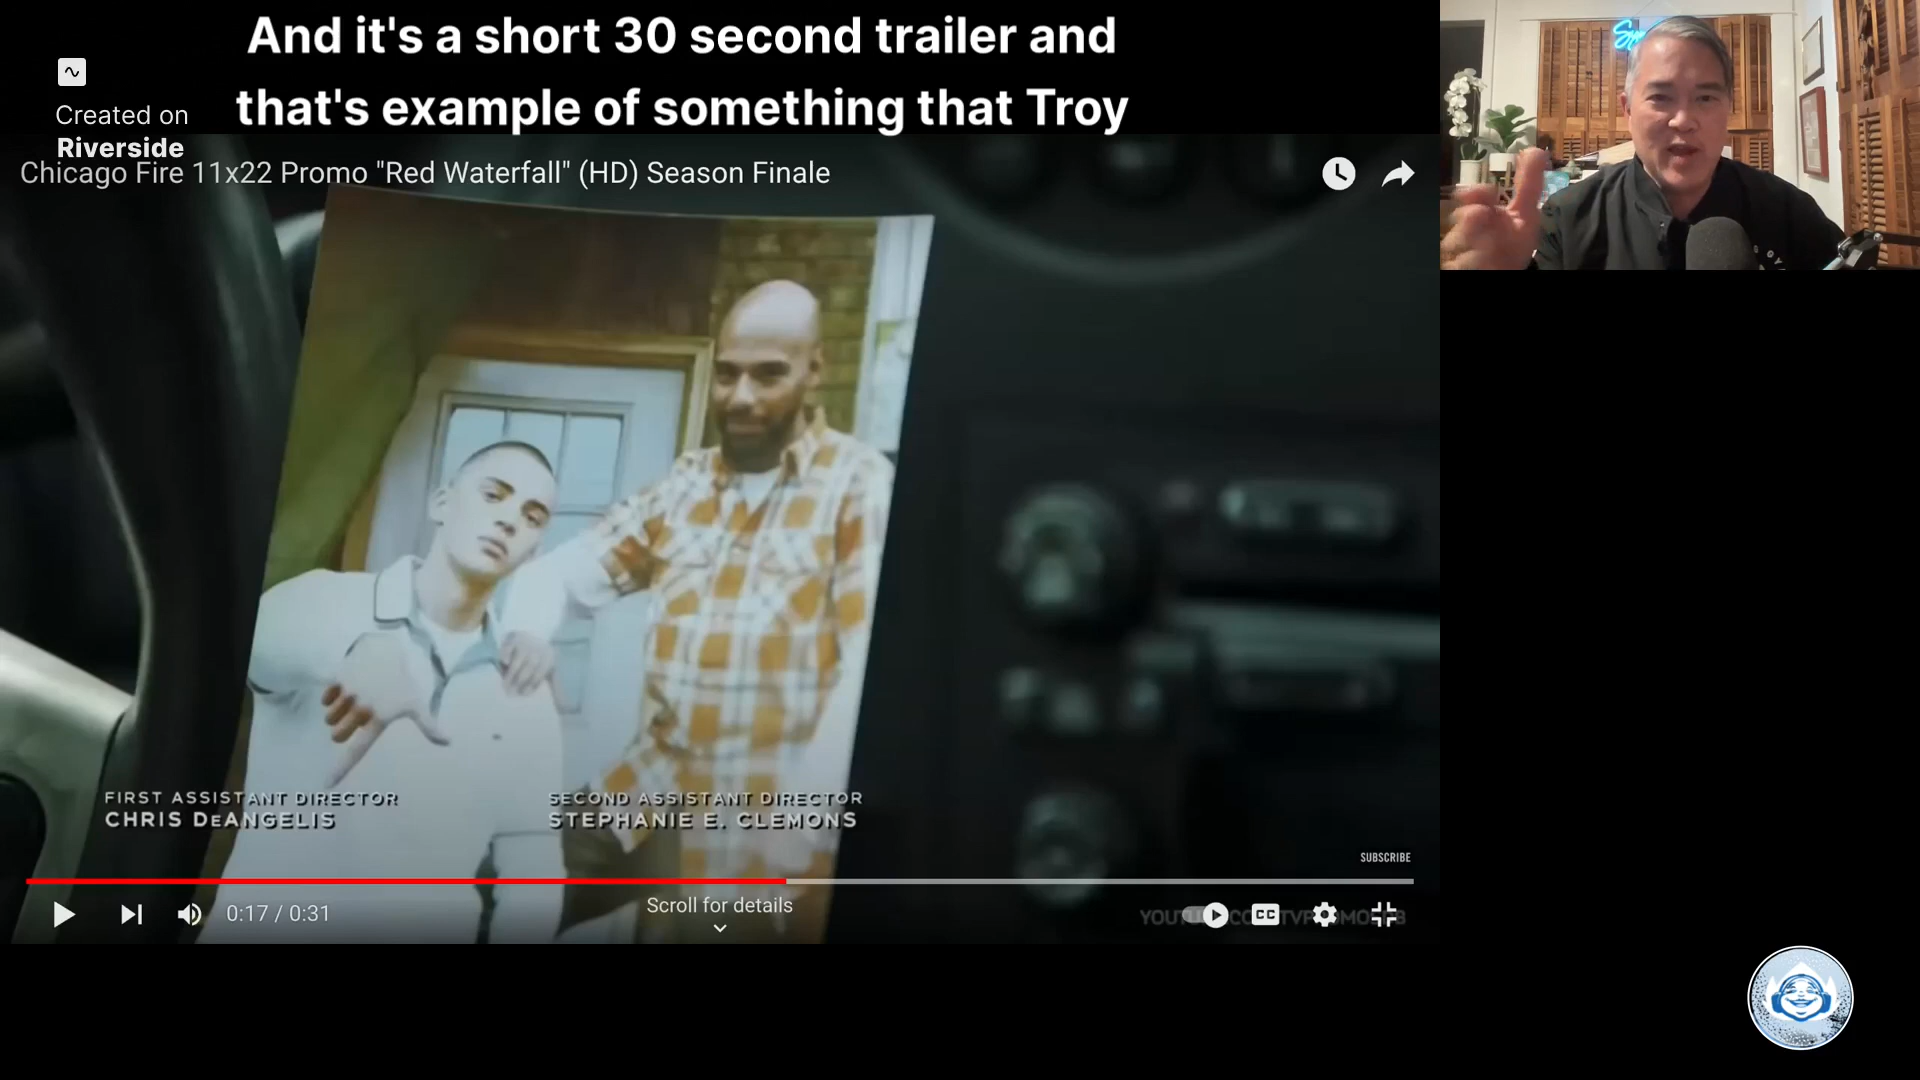 And it's a short 30 second trailer and
that's example of something that Troy
Created on
Riverside
Chicago Fire 11x22 Promo "Red Waterfall" (HD) Season Finale
FIRST ASSISTANT DIRECTOR
CHRIS DEANGELIS
SECOND ASSISTANT DIRECTOR
STEPHANIE E. CLEMONS
SUBSCRIBE
0:17 / 0:31
Scroll for details
CC